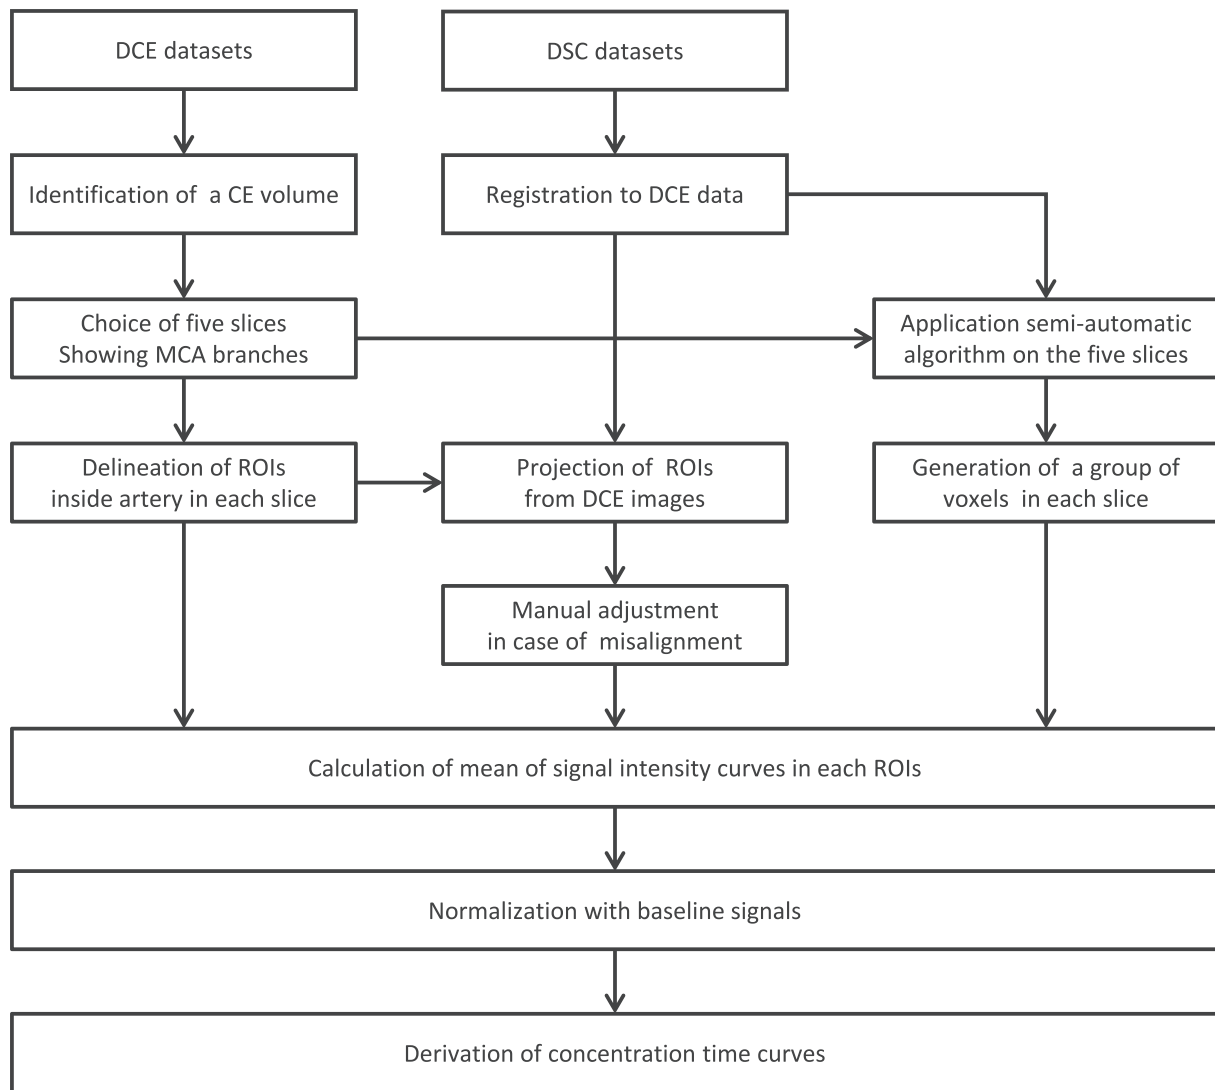 DCE datasets
DSC datasets
Identification of a CE volume
Registration to DCE data
Choice of five slices
Showing MCA branches
Application semi-automatic
algorithm on the five slices
Delineation of ROIs
inside artery in each slice
Projection of ROIs
from DCE images
Generation of a group of
voxels in each slice
Manual adjustment
in case of misalignment
Calculation of mean of signal intensity curves in each ROIs
Normalization with baseline signals
Derivation of concentration time curves